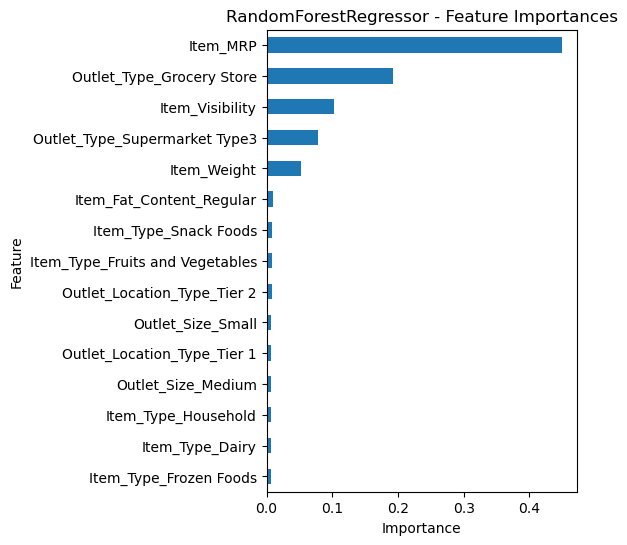 RandomForestRegressor - Feature Importances
Item_MRP
Outlet_Type_Grocery Store
Item_Visibility
Outlet_Type_Supermarket Type3
Item_Weight
Item_Fat_Content_Regular
Item_Type_Snack Foods
Item_Type_Fruits and Vegetables
Outlet_Location_Type_Tier 2
Outlet_Size_Small
Outlet_Location_Type_Tier 1
Outlet_Size_Medium
Item_Type_Household
Item_Type_Dairy
Item_Type_Frozen Foods
Feature
0.0 0.1 0.2 0.3 0.4
Importance